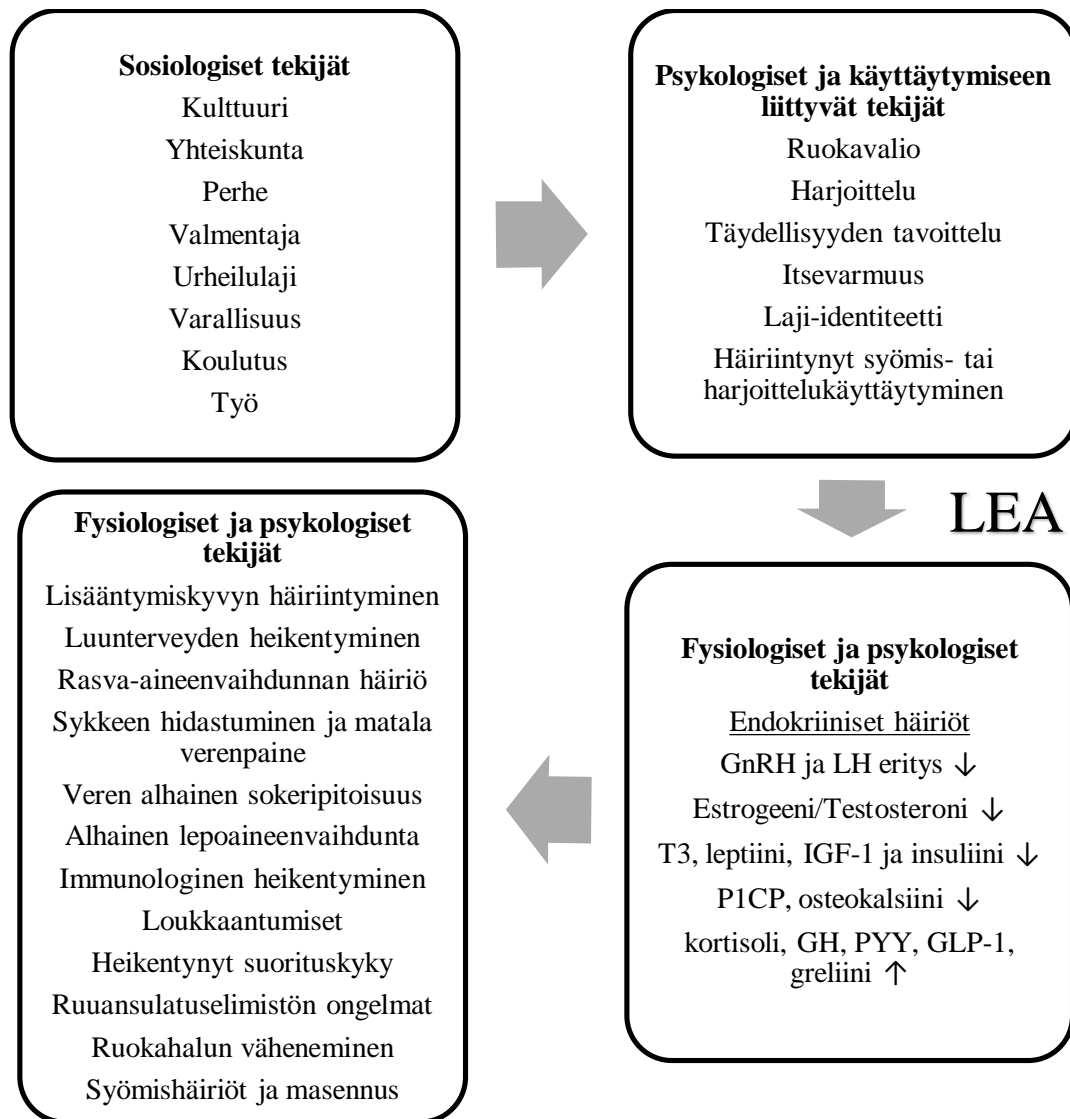 Sosiologiset tekijät
Kulttuuri
Yhteiskunta
Perhe
Valmentaja
Urheilulaji
Varallisuus
Koulutus
Työ
Psykologiset ja käyttäytymiseen
liittyvät tekijät
Ruokavalio
Harjoittelu
Täydellisyyden tavoittelu
Itsevarmuus
Laji-identiteetti
Häiriintynyt syömis- tai
harjoittelukäyttäytyminen
LEA
Fysiologiset ja psykologiset
tekijät
Endokriiniset häiriöt
GnRH ja LH eritys ↓
Estrogeeni/Testosteroni ↓
T3, leptiini, IGF-1 ja insuliini ↓
P1CP, osteokalsiini ↓
kortisoli, GH, PYY, GLP-1,
greliini ↑
Fysiologiset ja psykologiset
tekijät
Lisääntymiskyvyn häiriintyminen
Luunterveyden heikentyminen
Rasva-aineenvaihdunnan häiriö
Sykkeen hidastuminen ja matala
verenpaine
Veren alhainen sokeripitoisuus
Alhainen lepoaineenvaihdunta
Immunologinen heikentyminen
Loukkaantumiset
Heikentynyt suorituskyky
Ruuansulatuselimistön ongelmat
Ruokahalun väheneminen
Syömishäiriöt ja masennus